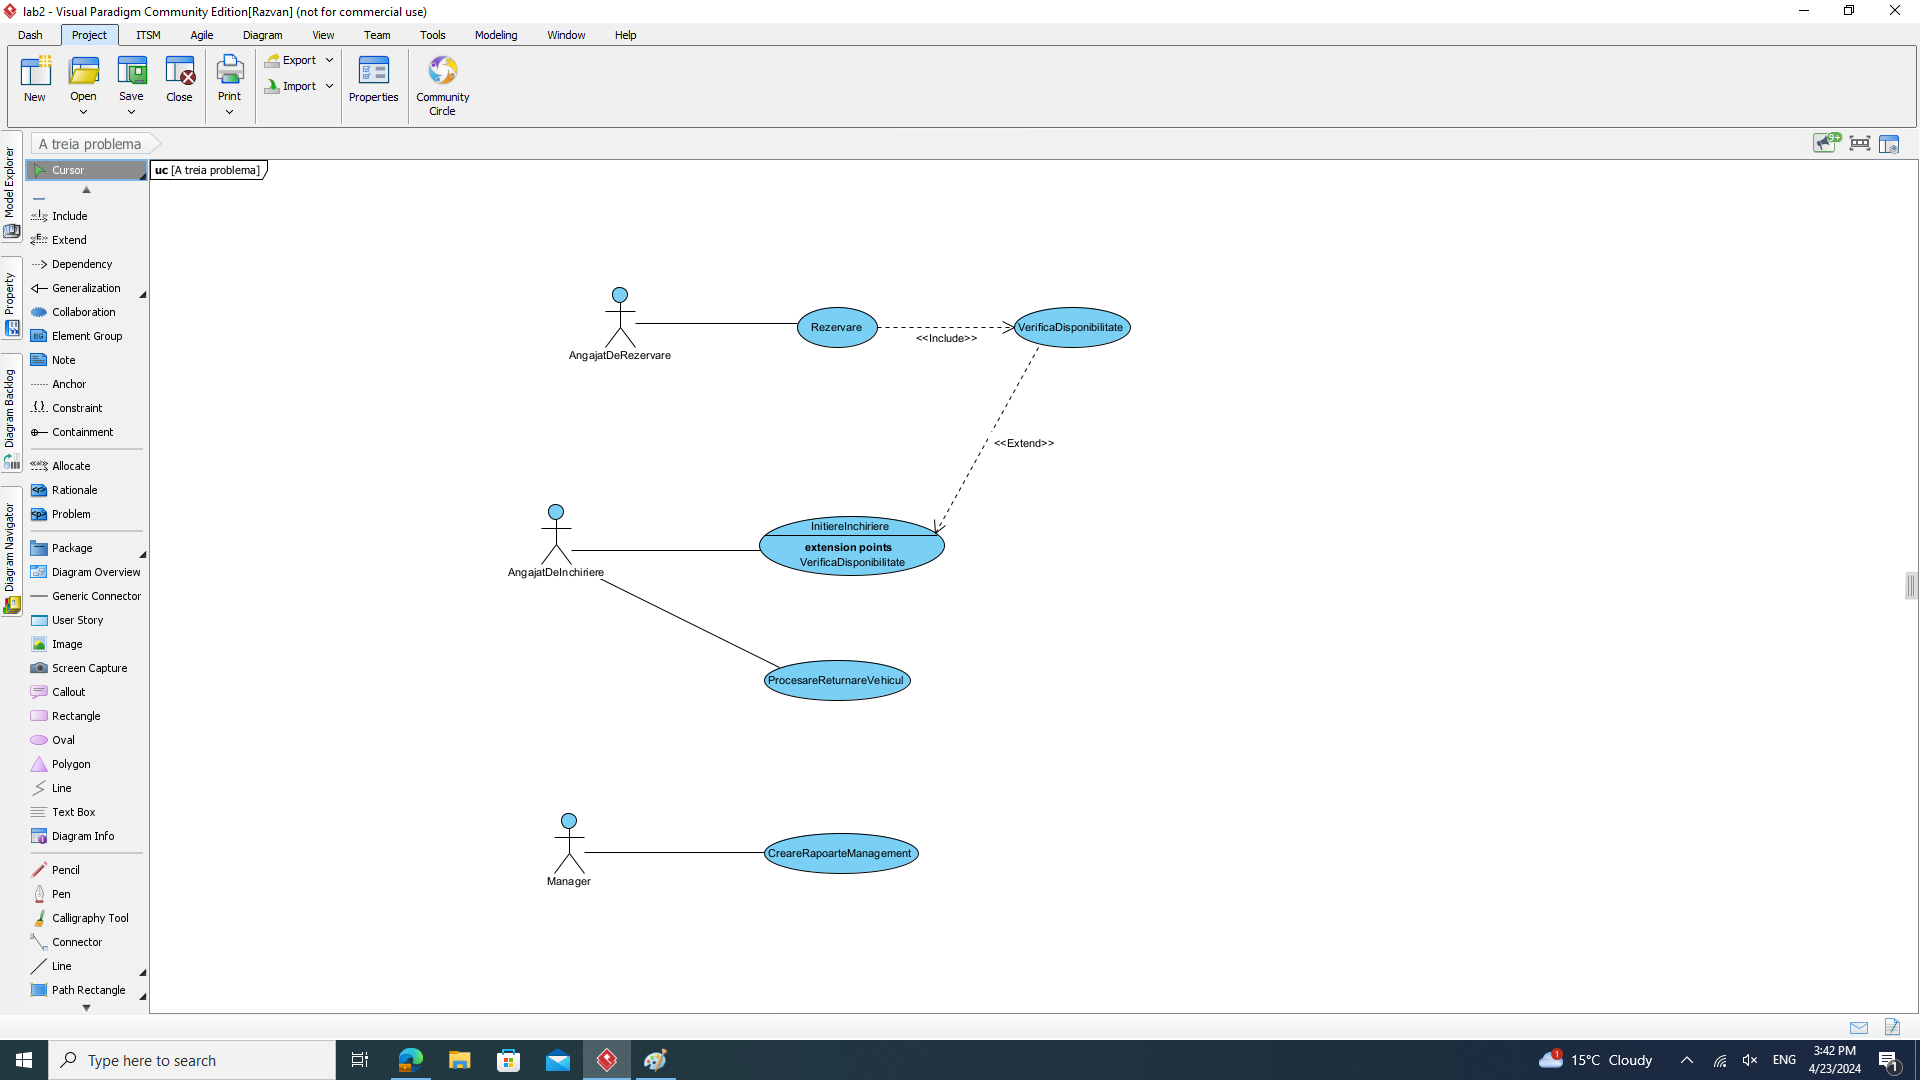 lab2 - Visual Paradigm Community Edition[Razvan] (not for commercial use)
Dash Project ITSM Agile Diagram View Team Tools Modeling Window Help
New
Open
Save
Close
Print
Export
Import
Properties
Community
Circle
A treia problema
9+
Model Explorer
Property
Diagram Backlog
Diagram Navigator
Cursor
Include
Extend
Dependency
Generalization
Collaboration
Element Group
Note
Anchor
Constraint
Containment
Allocate
Rationale
Problem
Package
Diagram Overview
Generic Connector
User Story
Image
Screen Capture
Callout
Rectangle
Oval
Polygon
Line
Text Box
Diagram Info
Pencil
Pen
Calligraphy Tool
Connector
Line
Path Rectangle
uc [A treia problema]
AngajatDeRezervare
Rezervare
<<Include>>
VerificaDisponibilitate
<<Extend>>
AngajatDeInchiriere
InitiereInchiriere
extension points
VerificaDisponibilitate
ProcesareReturnareVehicul
Manager
CreareRapoarteManagement
Type here to search
1
15°C Cloudy
ENG
3:42 PM
4/23/2024
1